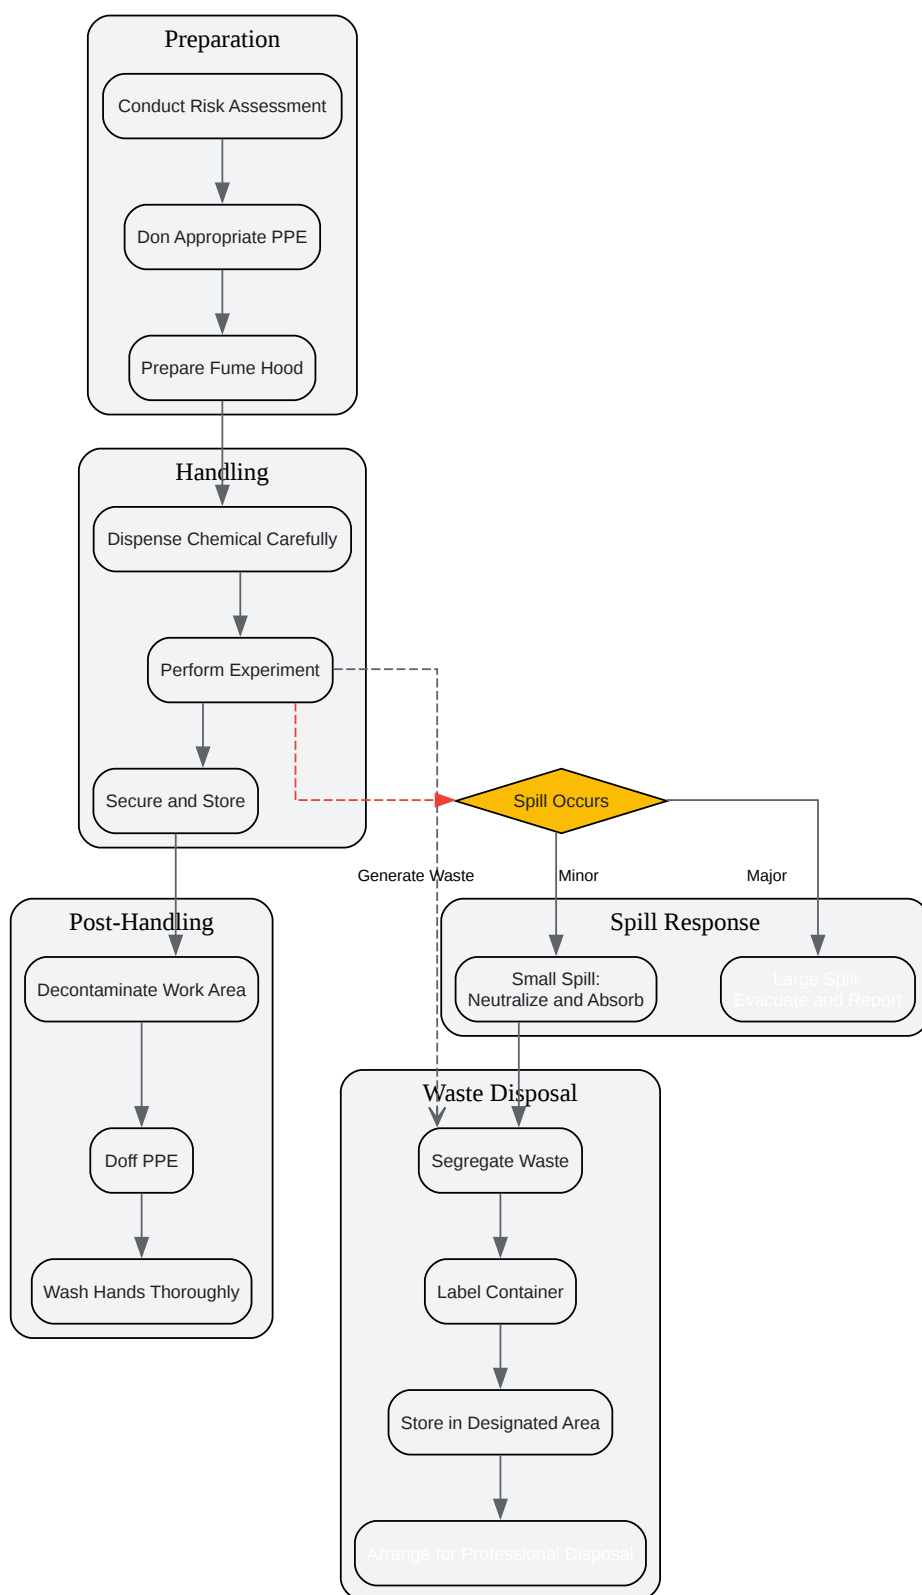 Preparation
Conduct Risk Assessment
Don Appropriate PPE
Prepare Fume Hood
Handling
Dispense Chemical Carefully
Perform Experiment
Secure and Store
Spill Occurs
Generate Waste
Minor
Major
Post-Handling
Decontaminate Work Area
Doff PPE
Wash Hands Thoroughly
Spill Response
Small Spill:
Neutralize and Absorb
Large Spill:
Evacuate and Report
Waste Disposal
Segregate Waste
Label Container
Store in Designated Area
Arrange for Professional Disposal